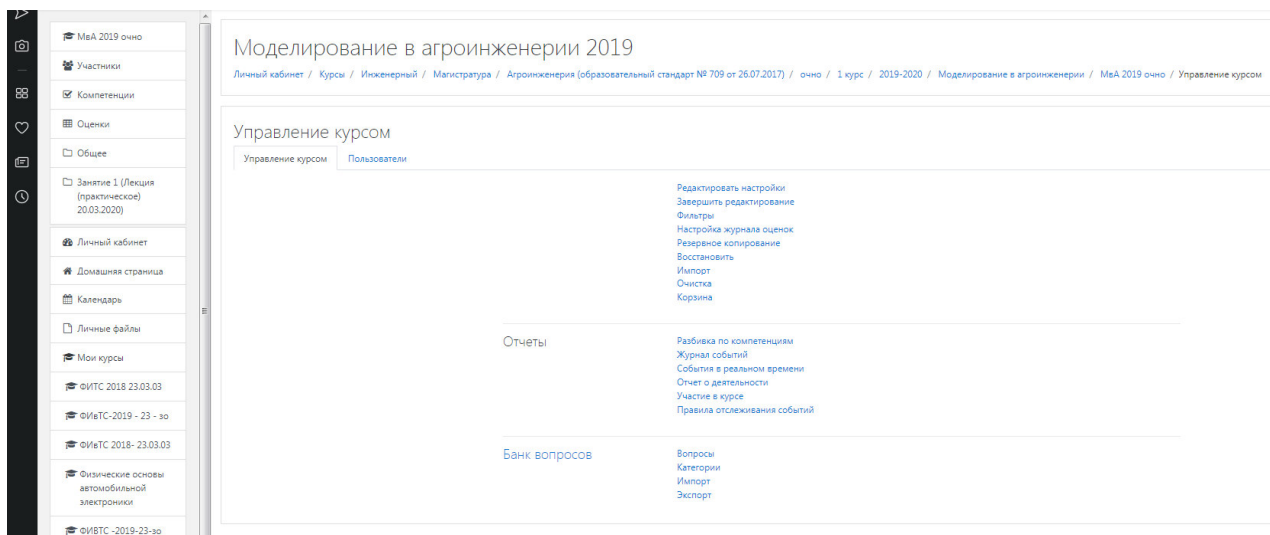 МвА 2019 очно
Участники
Компетенции
Оценки
Общее
Занятие 1 (Лекция
(практическое)
20.03.2020)
Личный кабинет
Домашняя страница
Календарь
Личные файлы
Мои курсы
ФИТС 2018 23.03.03
ФИвТС-2019 - 23 - зо
ФИвТС 2018- 23.03.03
Физические основы
автомобильной
электроники
ФИВТС -2019-23-зо
Моделирование в агроинженерии 2019
Личный кабинет / Курсы / Инженерный / Магистратура / Агроинженерия (образовательный стандарт № 709 от 26.07.2017) / очно / 1 курс / 2019-2020 / Моделирование в агроинженерии / МвА 2019 очно / Управление курсом
Управление курсом
Управление курсом Пользователи
Редактировать настройки
Завершить редактирование
Фильтры
Настройка журнала оценок
Резервное копирование
Восстановить
Импорт
Очистка
Корзина
Отчеты
Разбивка по компетенциям
Журнал событий
События в реальном времени
Отчет о деятельности
Участие в курсе
Правила отслеживания событий
Банк вопросов
Вопросы
Категории
Импорт
Экспорт